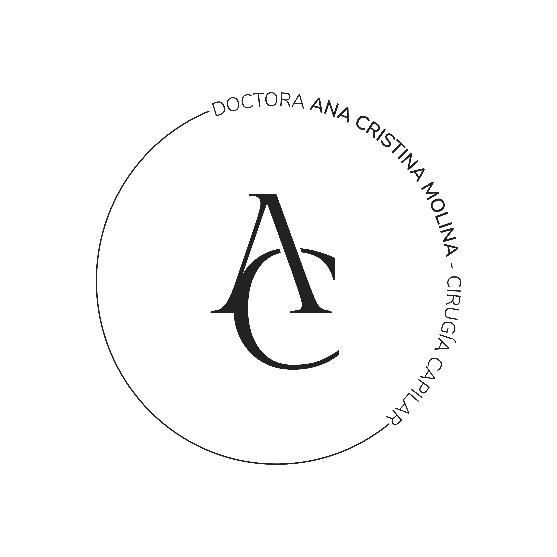 DOCTORA ANA CRISTINA MOLINA - CIRUGÍA CAPILAR
AC